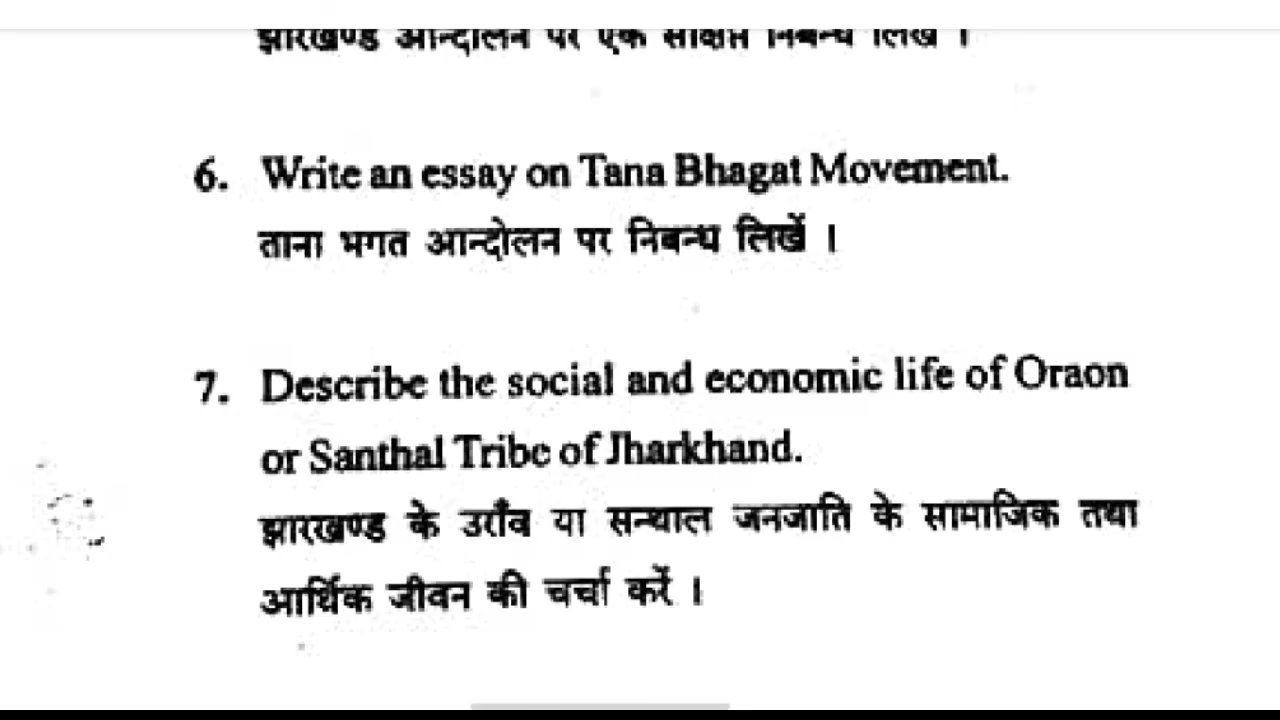 झारखण्ड आन्दोलन पर एक संक्षिप्त निबन्ध लिखें ।
6. Write an essay on Tana Bhagat Movement.
ताना भगत आन्दोलन पर निबन्ध लिखें ।
7. Describe the social and economic life of Oraon
or Santhal Tribe of Jharkhand.
झारखण्ड के उराँव या सन्थाल जनजाति के सामाजिक तथा
आर्थिक जीवन की चर्चा करें ।